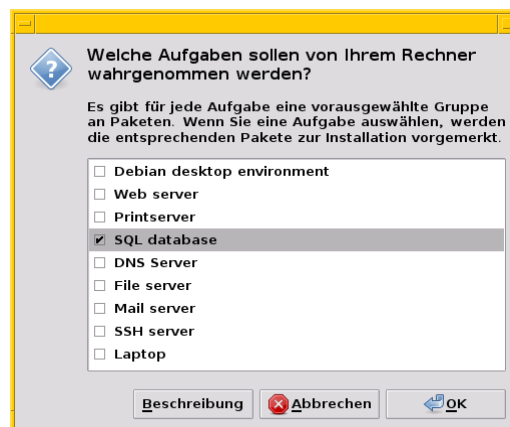 Welche Aufgaben sollen von Ihrem Rechner
wahrgenommen werden?
Es gibt für jede Aufgabe eine vorausgewählte Gruppe
an Paketen. Wenn Sie eine Aufgabe auswählen, werden
die entsprechenden Pakete zur Installation vorgemerkt.
Debian desktop environment
Web server
Printserver
SQL database
DNS Server
File server
Mail server
SSH server
Laptop
Beschreibung Abbrechen OK